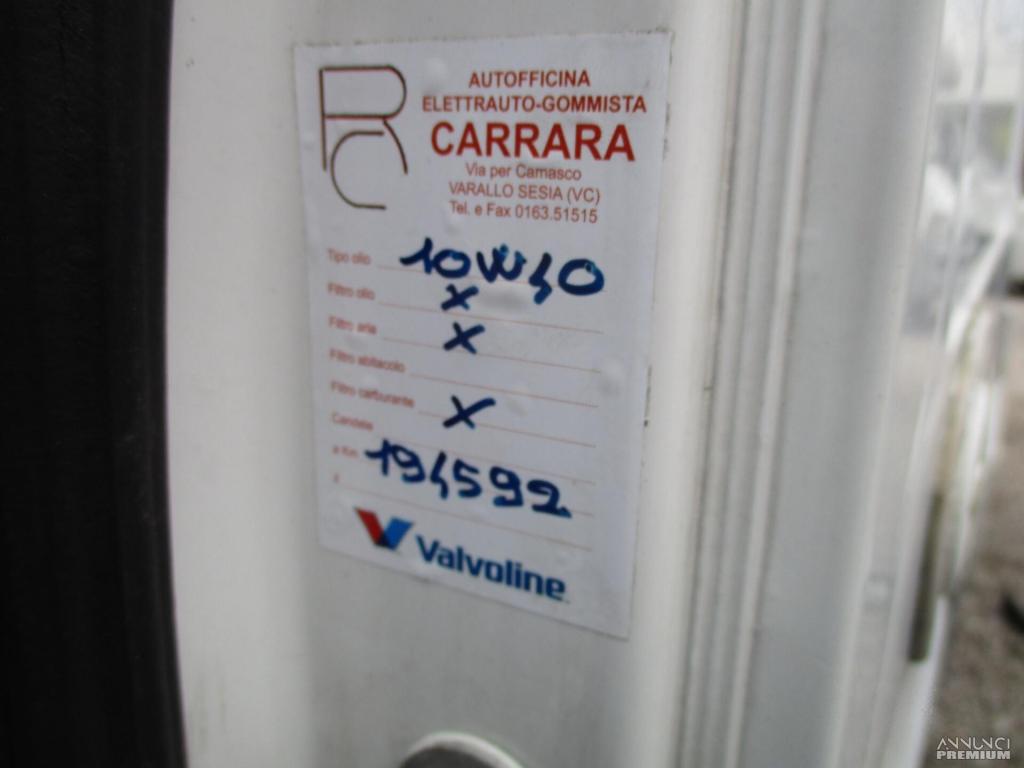 RC
AUTOFFICINA
ELETTRAUTO-GOMMISTA
CARRARA
Via per Camasco
VARALLO SESIA (VC)
Tel. e Fax 0163.51515
Tipo olio 10W40
Filtro olio X
Filtro aria X
Filtro abitacolo
Filtro carburante X
Candele
a Km 194592
Valvoline
ANNUNCI
PREMIUM